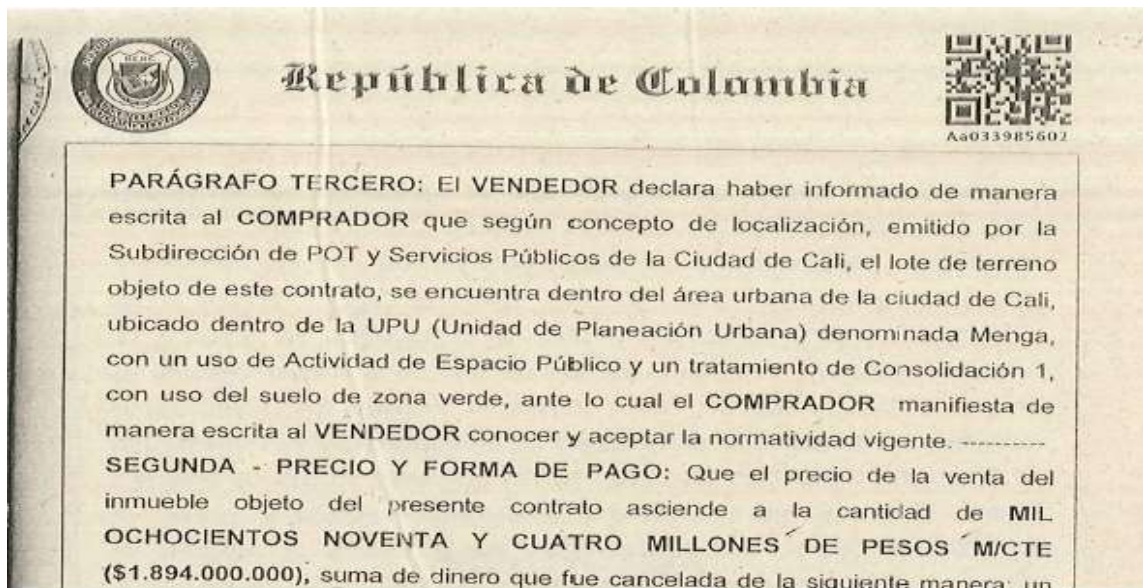 República de Colombia
Aa033985602
PARÁGRAFO TERCERO: El VENDEDOR declara haber informado de manera
escrita al COMPRADOR que según concepto de localización, emitido por la
Subdirección de POT y Servicios Públicos de la Ciudad de Cali, el lote de terreno
objeto de este contrato, se encuentra dentro del área urbana de la ciudad de Cali,
ubicado dentro de la UPU (Unidad de Planeación Urbana) denominada Menga,
con un uso de Actividad de Espacio Público y un tratamiento de Consolidación 1,
con uso del suelo de zona verde, ante lo cual el COMPRADOR manifiesta de
manera escrita al VENDEDOR conocer y aceptar la normatividad vigente. ----------
SEGUNDA - PRECIO Y FORMA DE PAGO: Que el precio de la venta del
inmueble objeto del presente contrato asciende a la cantidad de MIL
OCHOCIENTOS NOVENTA Y CUATRO MILLONES DE PESOS M/CTE
($1.894.000.000), suma de dinero que fue cancelada de la siguiente manera: un